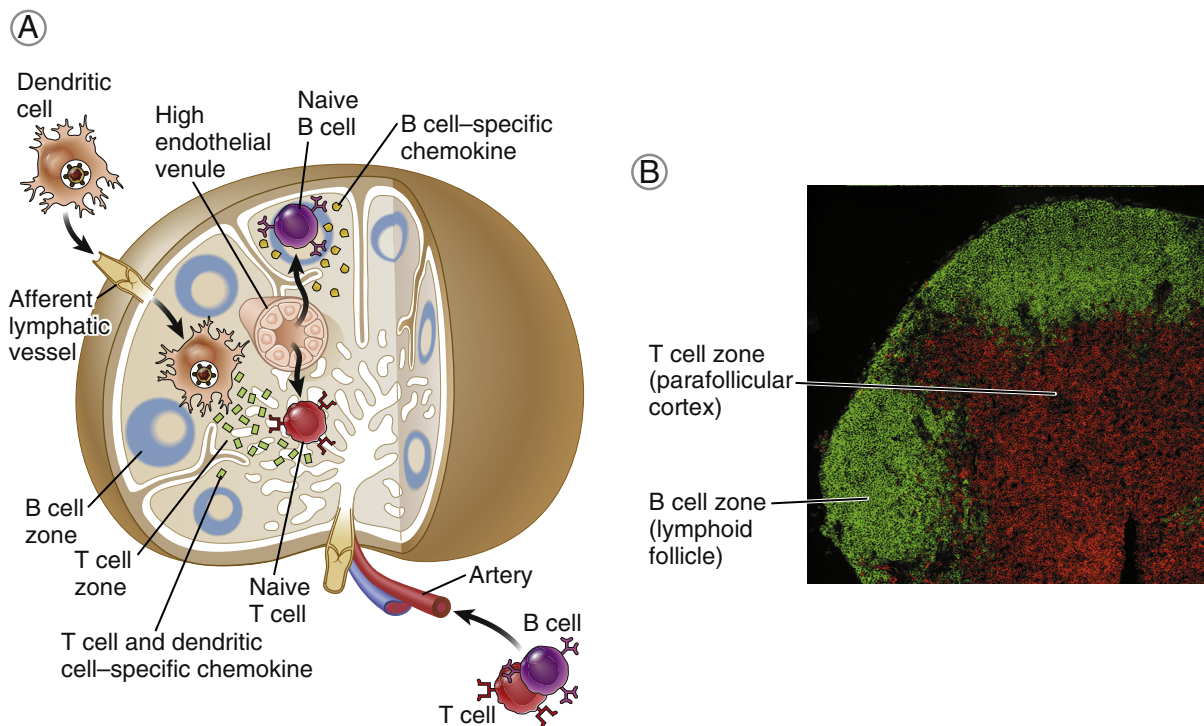 A
Dendritic
cell
High
endothelial
venule
Naive
B cell
B cell–specific
chemokine
Afferent
lymphatic
vessel
B cell
zone
T cell
zone
Naive
T cell
T cell and dendritic
cell–specific chemokine
Artery
B cell
T cell
B
T cell zone
(parafollicular
cortex)
B cell zone
(lymphoid
follicle)